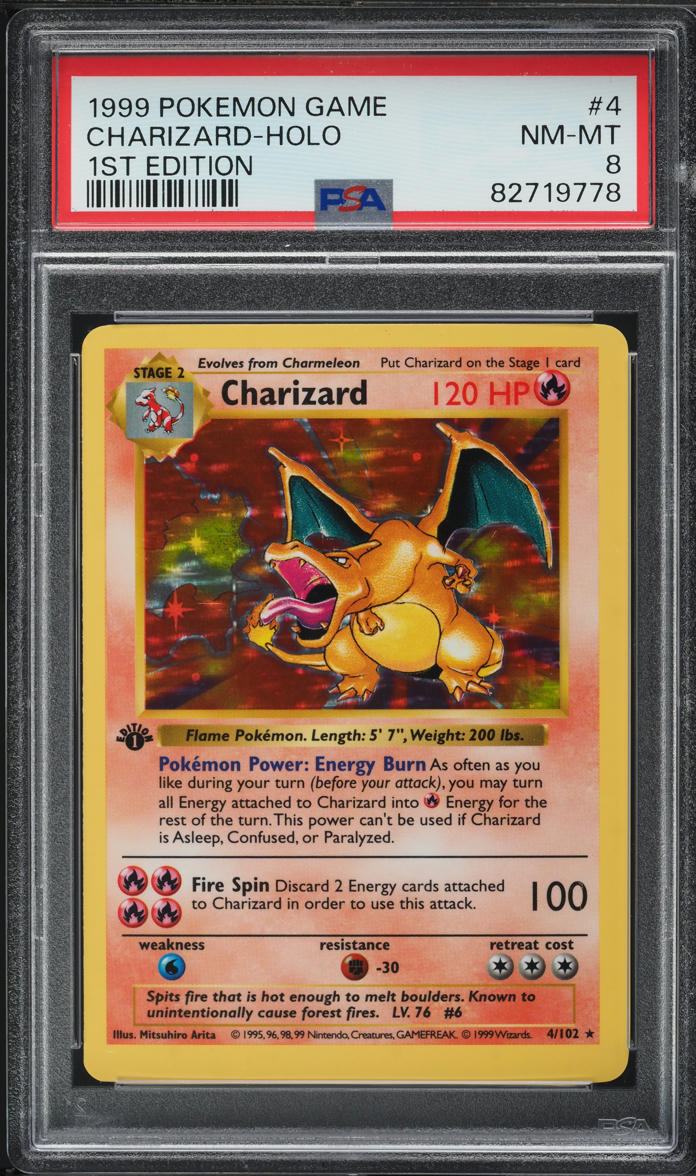 1999 POKEMON GAME #4
CHARIZARD-HOLO NM-MT
1ST EDITION 8
PSA 82719778
Evolves from Charmeleon Put Charizard on the Stage 1 card
STAGE 2
Charizard 120 HP
EDITION 1
Flame Pokémon. Length: 5' 7", Weight: 200 lbs.
Pokémon Power: Energy Burn As often as you
like during your turn (before your attack), you may turn
all Energy attached to Charizard into Energy for the
rest of the turn. This power can't be used if Charizard
is Asleep, Confused, or Paralyzed.
Fire Spin Discard 2 Energy cards attached
to Charizard in order to use this attack. 100
weakness resistance retreat cost
-30
Spits fire that is hot enough to melt boulders. Known to
unintentionally cause forest fires. LV. 76 #6
Illus. Mitsuhiro Arita © 1995, 96, 98, 99 Nintendo, Creatures, GAMEFREAK. © 1999 Wizards. 4/102 ★
PSA